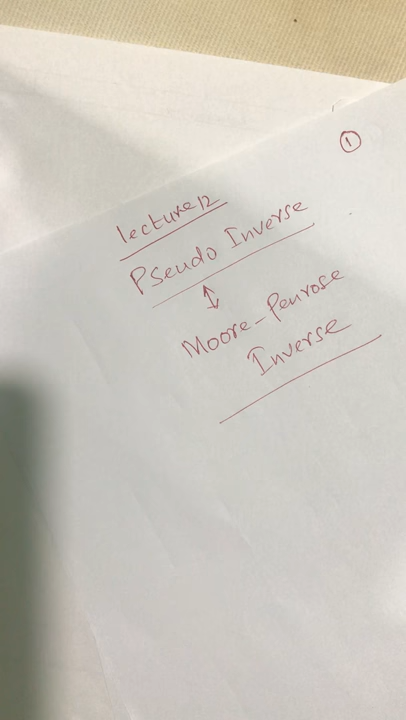 ①
lecture 12
Pseudo Inverse
↕
Moore-Penrose
Inverse